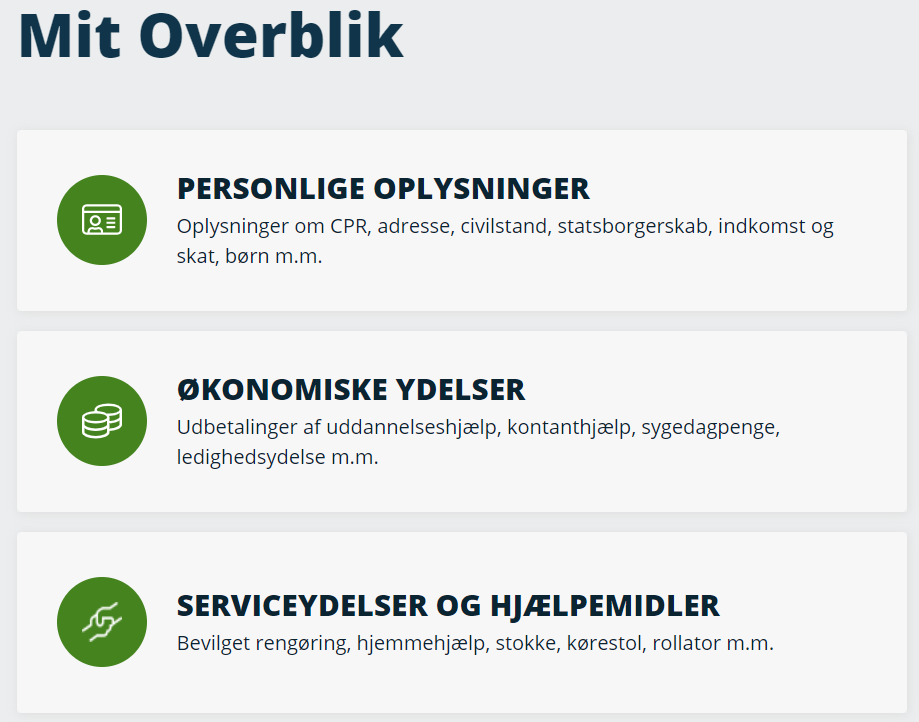 Mit Overblik
PERSONLIGE OPLYSNINGER
Oplysninger om CPR, adresse, civilstand, statsborgerskab, indkomst og
skat, børn m.m.
ØKONOMISKE YDELSER
Udbetalinger af uddannelseshjælp, kontanthjælp, sygedagpenge,
ledighedsydelse m.m.
SERVICEYDELSER OG HJÆLPEMIDLER
Bevilget rengøring, hjemmehjælp, stokke, kørestol, rollator m.m.